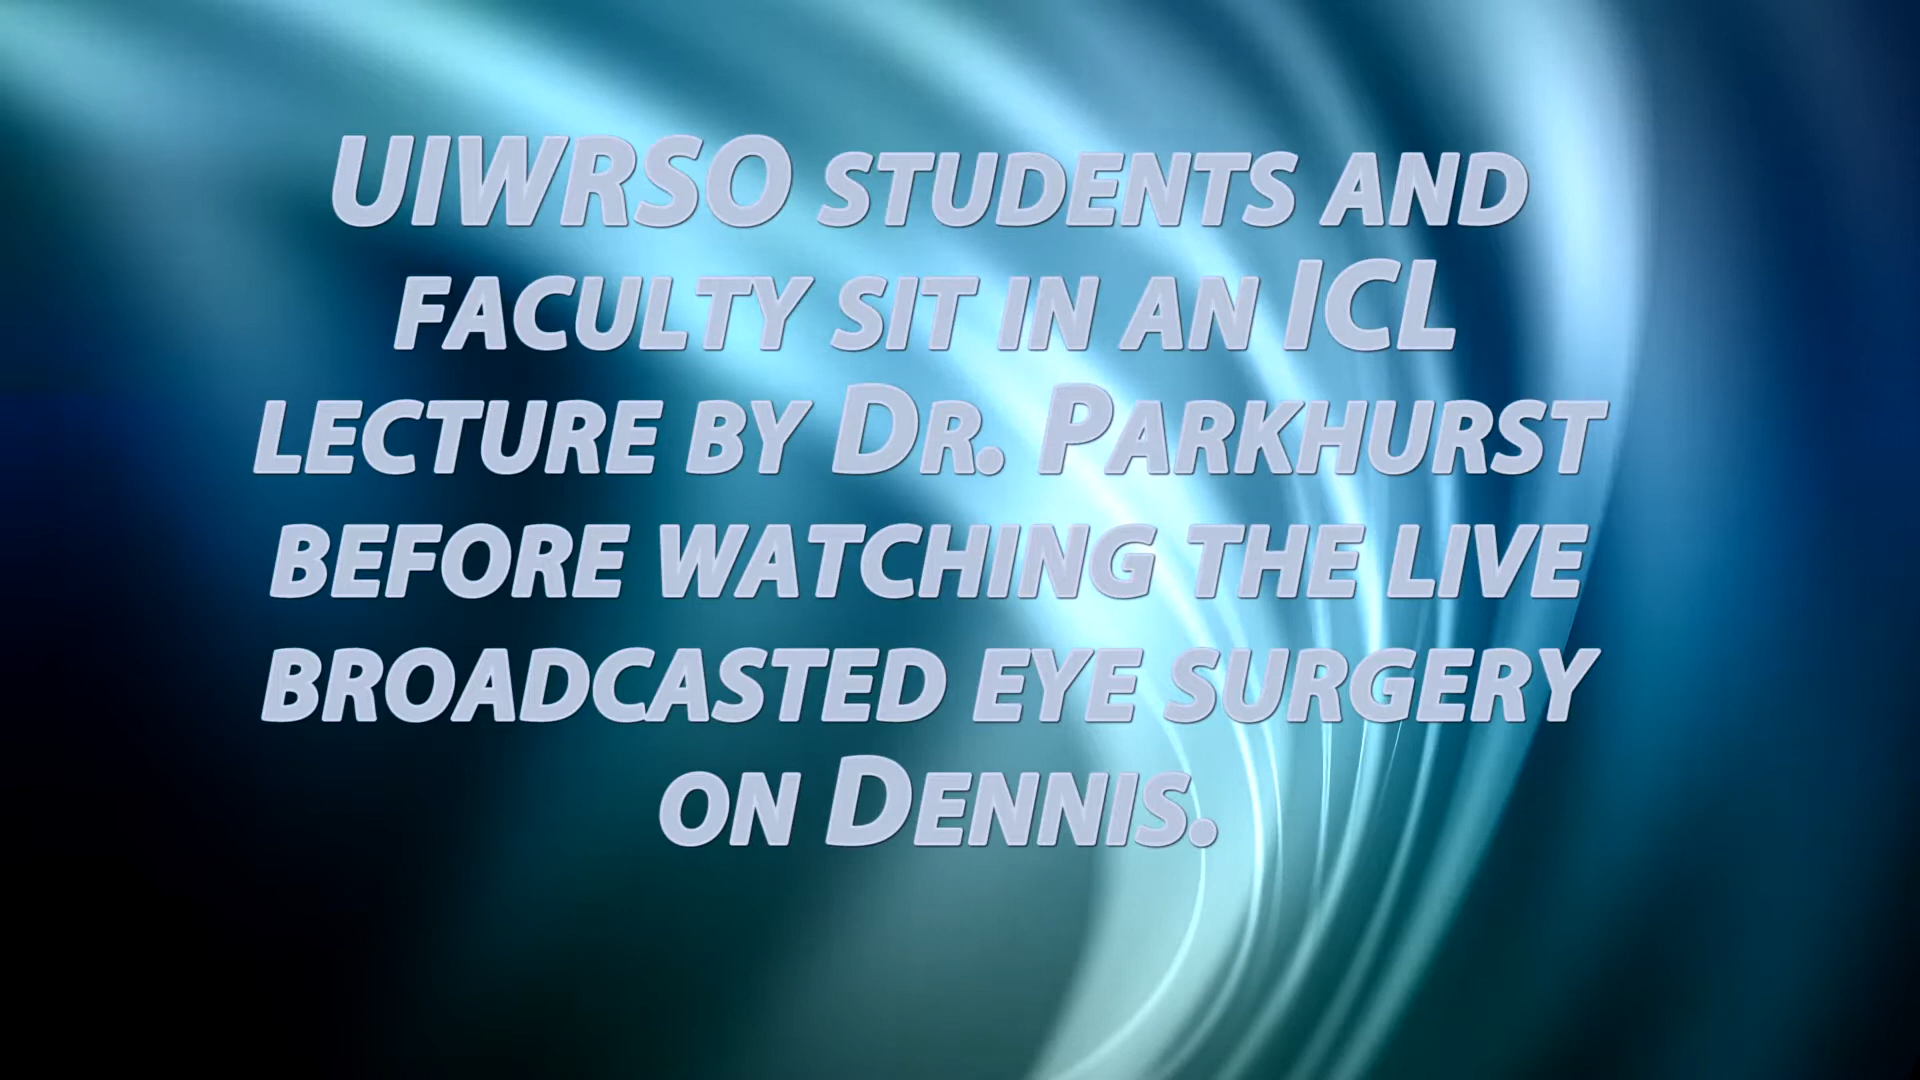 UIWRSO STUDENTS AND
FACULTY SIT IN AN ICL
LECTURE BY DR. PARKHURST
BEFORE WATCHING THE LIVE
BROADCASTED EYE SURGERY
ON DENNIS.